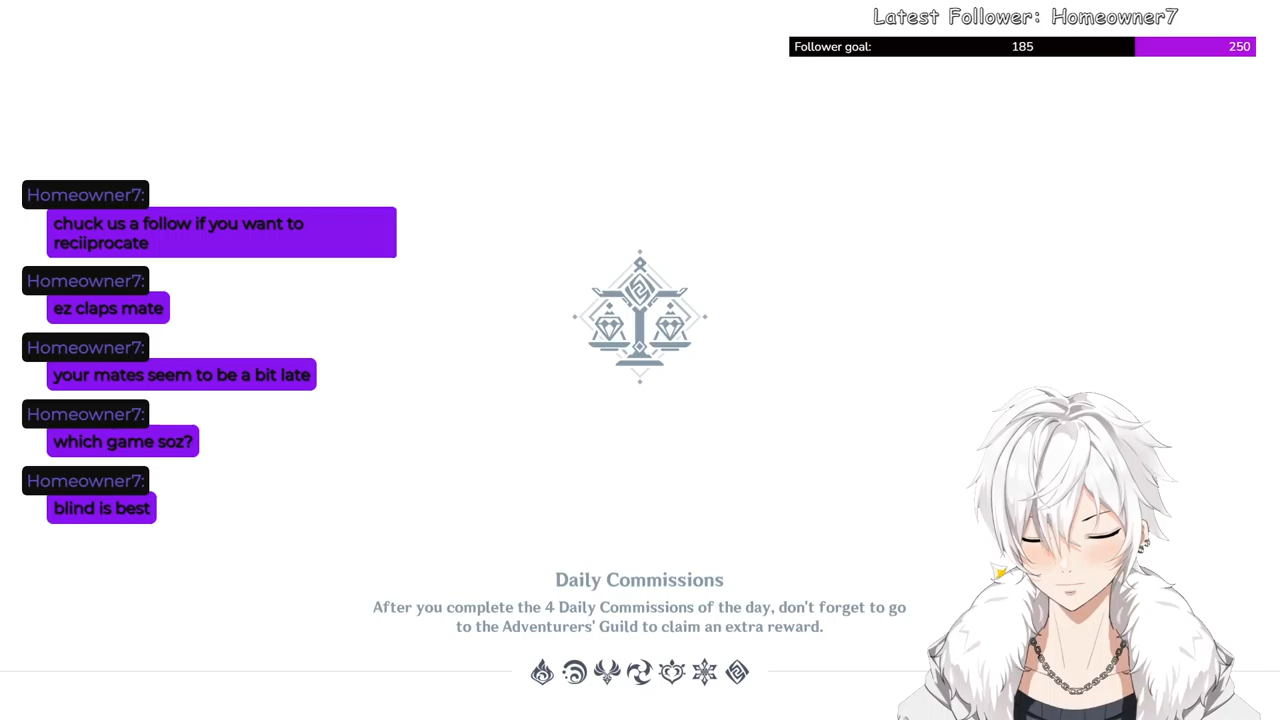 Latest Follower: Homeowner7
Follower goal: 185 250
Homeowner7:
chuck us a follow if you want to
reciiprocate
Homeowner7:
ez claps mate
Homeowner7:
your mates seem to be a bit late
Homeowner7:
which game soz?
Homeowner7:
blind is best
Daily Commissions
After you complete the 4 Daily Commissions of the day, don't forget to go
to the Adventurers' Guild to claim an extra reward.